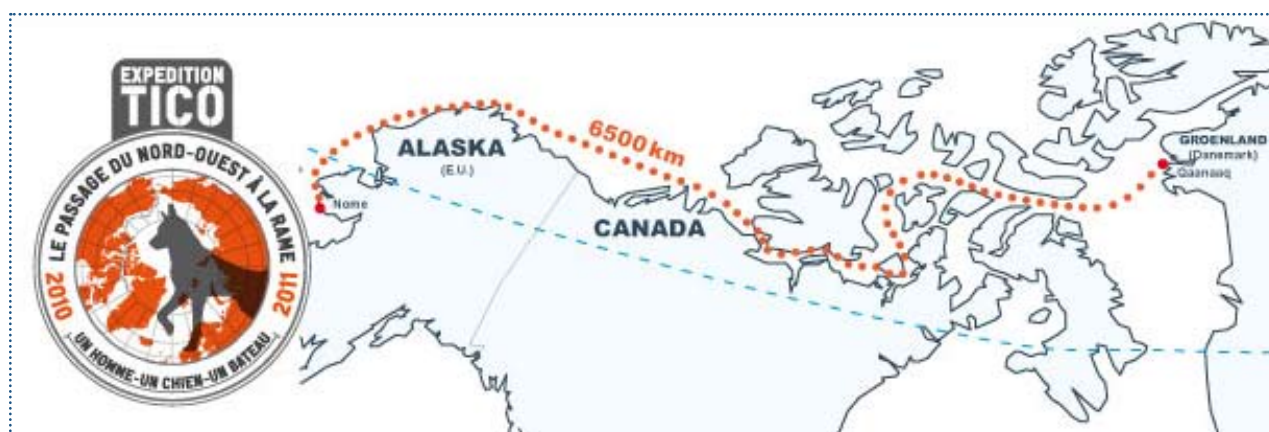 EXPEDITION
TICO
LE PASSAGE DU NORD-OUEST À LA RAME
2010
2011
UN HOMME-UN CHIEN-UN BATEAU
Nome
ALASKA
(E.U.)
6500 km
CANADA
GROENLAND
(Danemark)
Qaanaaq